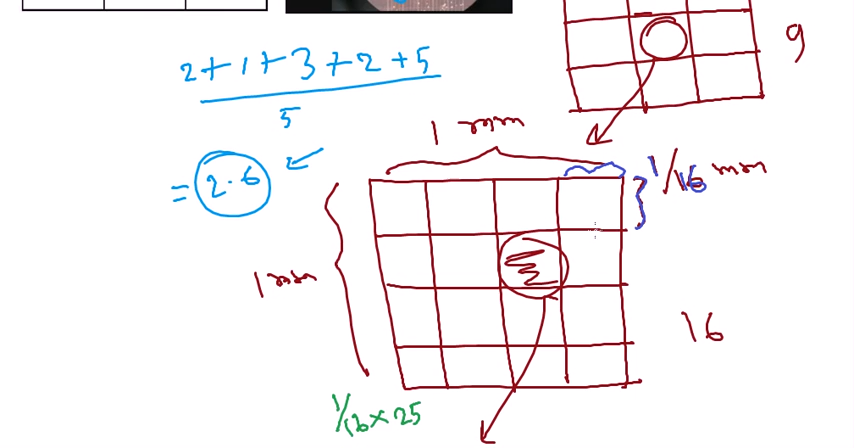 2+1+3+2+5
5
= 2.6
9
1 mm
1/16 mm
1 mm
16
1/16 × 25